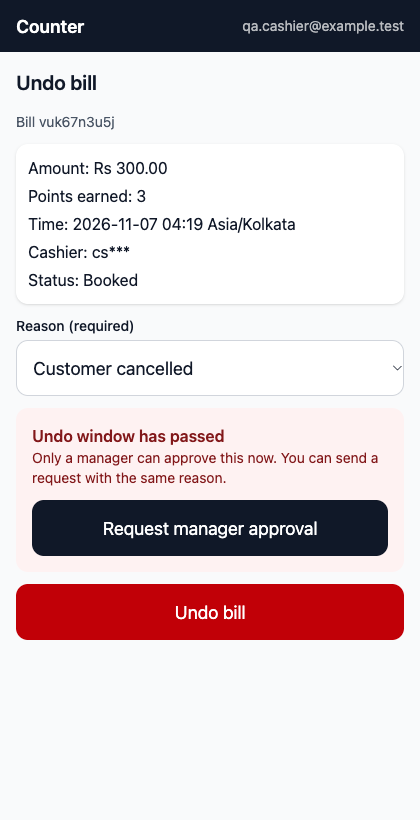 Counter
qa.cashier@example.test
Undo bill
Bill vuk67n3u5j
Amount: Rs 300.00
Points earned: 3
Time: 2026-11-07 04:19 Asia/Kolkata
Cashier: cs***
Status: Booked
Reason (required)
Customer cancelled
Undo window has passed
Only a manager can approve this now. You can send a
request with the same reason.
Request manager approval
Undo bill